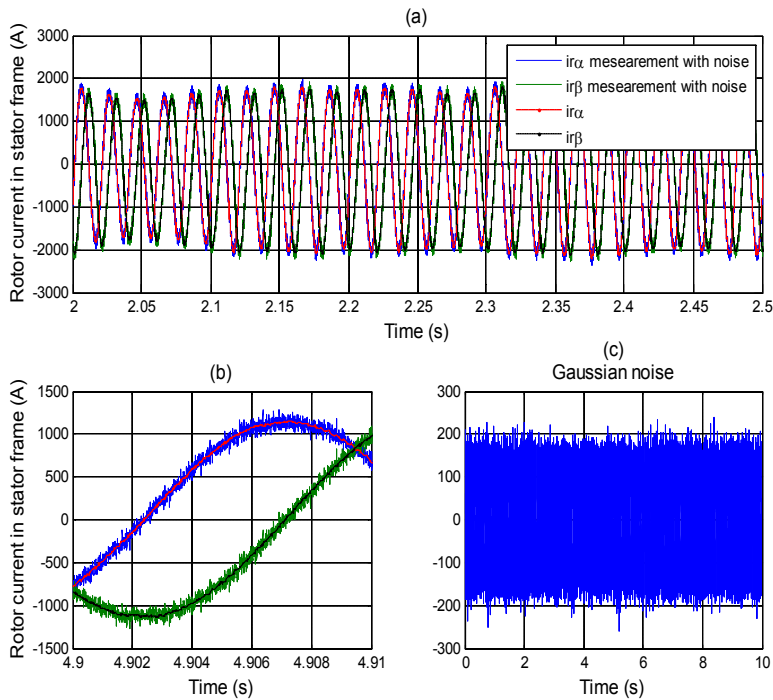 (a)
Rotor current in stator frame (A)
3000
2000
1000
0
-1000
-2000
3000
irα mesearement with noise
irβ mesearement with noise
irα
irβ
2 2.05 2.1 2.15 2.2 2.25 2.3 2.35 2.4 2.45 2.5
Time (s)
(b)
Rotor current in stator frame (A)
1500
1000
500
0
-500
-1000
1500
4.9 4.902 4.904 4.906 4.908 4.91
Time (s)
(c)
Gaussian noise
300
200
100
0
-100
-200
-300
0 2 4 6 8 10
Time (s)